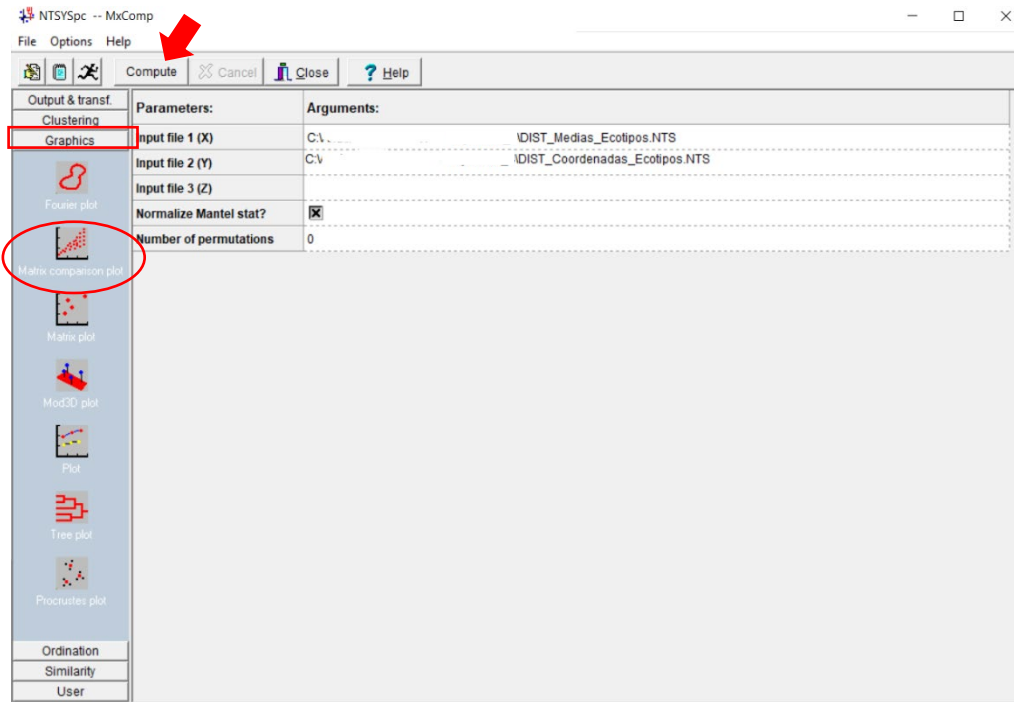 NTSYSpc -- MxComp
File Options Help
Compute Cancel Close ? Help
Output & transf.
Clustering
Graphics
Fourier plot
Matrix comparison plot
Matrix plot
Mod3D plot
Plot
Tree plot
Procrustes plot
Ordination
Similarity
User
Parameters: Arguments:
Input file 1 (X) C:\ \DIST_Medias_Ecotipos.NTS
Input file 2 (Y) C:\ \DIST_Coordenadas_Ecotipos.NTS
Input file 3 (Z)
Normalize Mantel stat?
Number of permutations 0